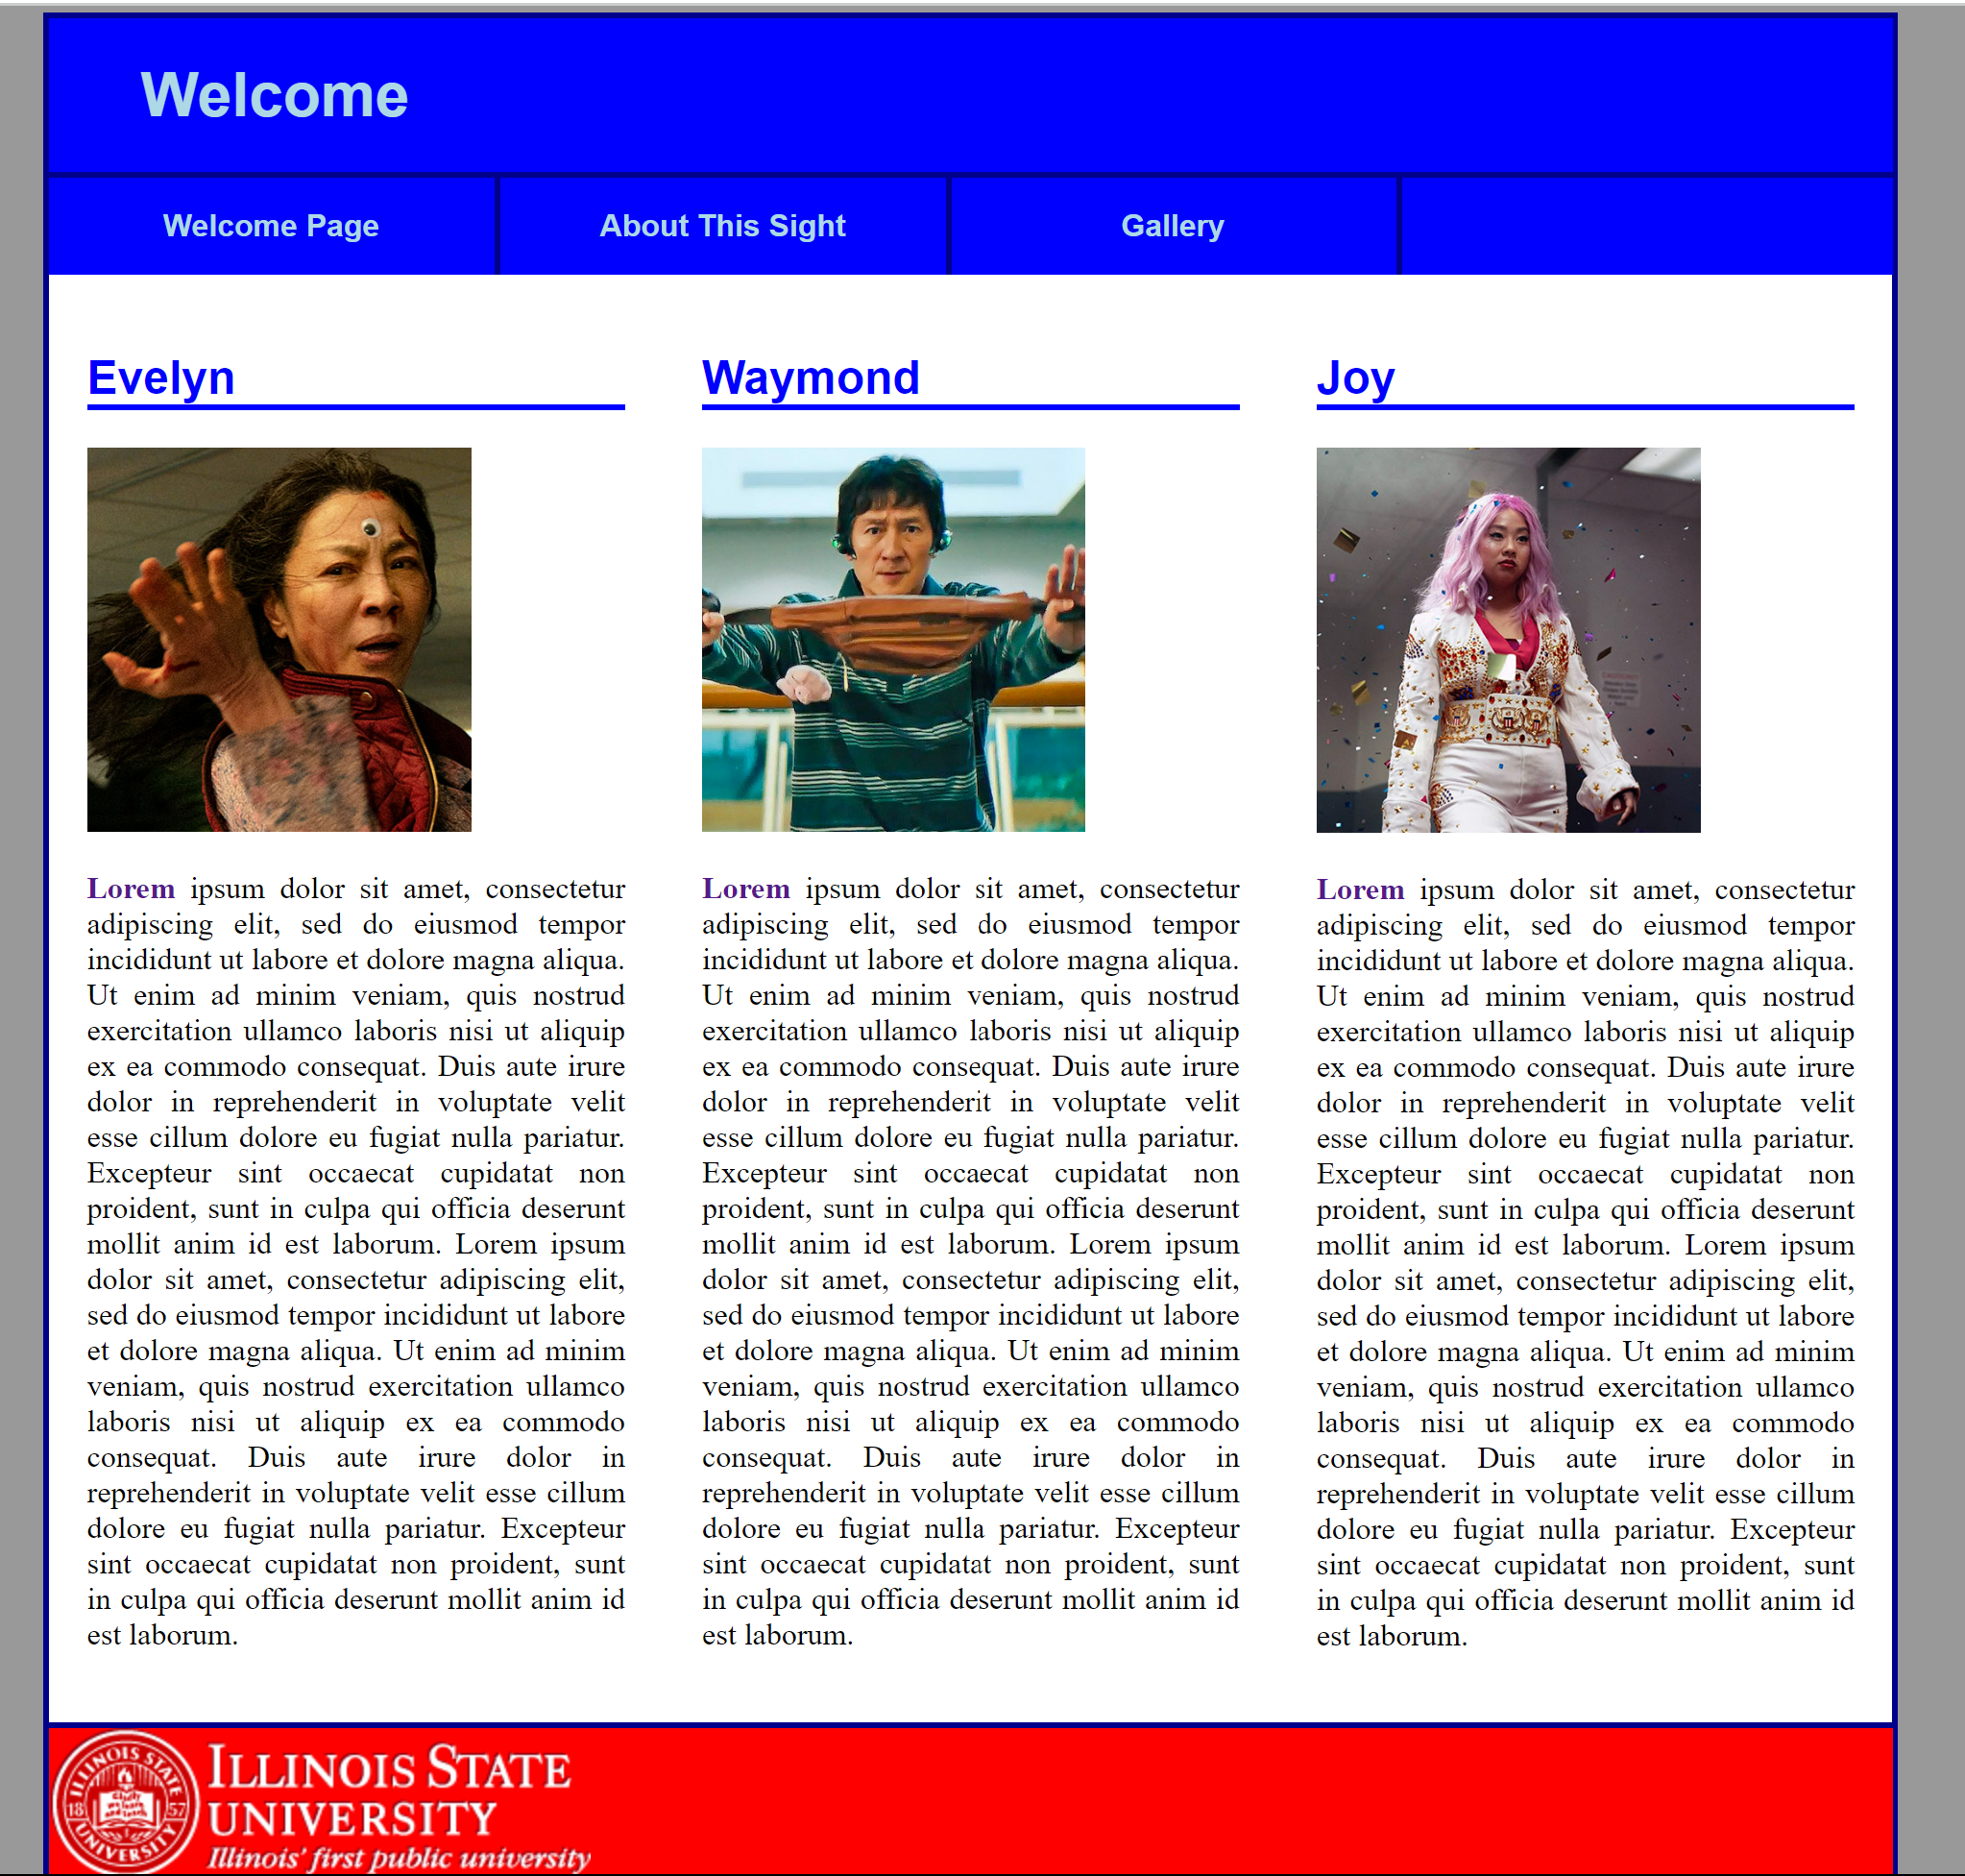 Welcome
Welcome Page
About This Sight
Gallery
Evelyn
Lorem ipsum dolor sit amet, consectetur
adipiscing elit, sed do eiusmod tempor
incididunt ut labore et dolore magna aliqua.
Ut enim ad minim veniam, quis nostrud
exercitation ullamco laboris nisi ut aliquip
ex ea commodo consequat. Duis aute irure
dolor in reprehenderit in voluptate velit
esse cillum dolore eu fugiat nulla pariatur.
Excepteur sint occaecat cupidatat non
proident, sunt in culpa qui officia deserunt
mollit anim id est laborum. Lorem ipsum
dolor sit amet, consectetur adipiscing elit,
sed do eiusmod tempor incididunt ut labore
et dolore magna aliqua. Ut enim ad minim
veniam, quis nostrud exercitation ullamco
laboris nisi ut aliquip ex ea commodo
consequat. Duis aute irure dolor in
reprehenderit in voluptate velit esse cillum
dolore eu fugiat nulla pariatur. Excepteur
sint occaecat cupidatat non proident, sunt
in culpa qui officia deserunt mollit anim id
est laborum.
Waymond
Lorem ipsum dolor sit amet, consectetur
adipiscing elit, sed do eiusmod tempor
incididunt ut labore et dolore magna aliqua.
Ut enim ad minim veniam, quis nostrud
exercitation ullamco laboris nisi ut aliquip
ex ea commodo consequat. Duis aute irure
dolor in reprehenderit in voluptate velit
esse cillum dolore eu fugiat nulla pariatur.
Excepteur sint occaecat cupidatat non
proident, sunt in culpa qui officia deserunt
mollit anim id est laborum. Lorem ipsum
dolor sit amet, consectetur adipiscing elit,
sed do eiusmod tempor incididunt ut labore
et dolore magna aliqua. Ut enim ad minim
veniam, quis nostrud exercitation ullamco
laboris nisi ut aliquip ex ea commodo
consequat. Duis aute irure dolor in
reprehenderit in voluptate velit esse cillum
dolore eu fugiat nulla pariatur. Excepteur
sint occaecat cupidatat non proident, sunt
in culpa qui officia deserunt mollit anim id
est laborum.
Joy
CAUTION!
Lorem ipsum dolor sit amet, consectetur
adipiscing elit, sed do eiusmod tempor
incididunt ut labore et dolore magna aliqua.
Ut enim ad minim veniam, quis nostrud
exercitation ullamco laboris nisi ut aliquip
ex ea commodo consequat. Duis aute irure
dolor in reprehenderit in voluptate velit
esse cillum dolore eu fugiat nulla pariatur.
Excepteur sint occaecat cupidatat non
proident, sunt in culpa qui officia deserunt
mollit anim id est laborum. Lorem ipsum
dolor sit amet, consectetur adipiscing elit,
sed do eiusmod tempor incididunt ut labore
et dolore magna aliqua. Ut enim ad minim
veniam, quis nostrud exercitation ullamco
laboris nisi ut aliquip ex ea commodo
consequat. Duis aute irure dolor in
reprehenderit in voluptate velit esse cillum
dolore eu fugiat nulla pariatur. Excepteur
sint occaecat cupidatat non proident, sunt
in culpa qui officia deserunt mollit anim id
est laborum.
ILLINOIS STATE
UNIVERSITY
18 57
ILLINOIS STATE
UNIVERSITY
Illinois' first public university